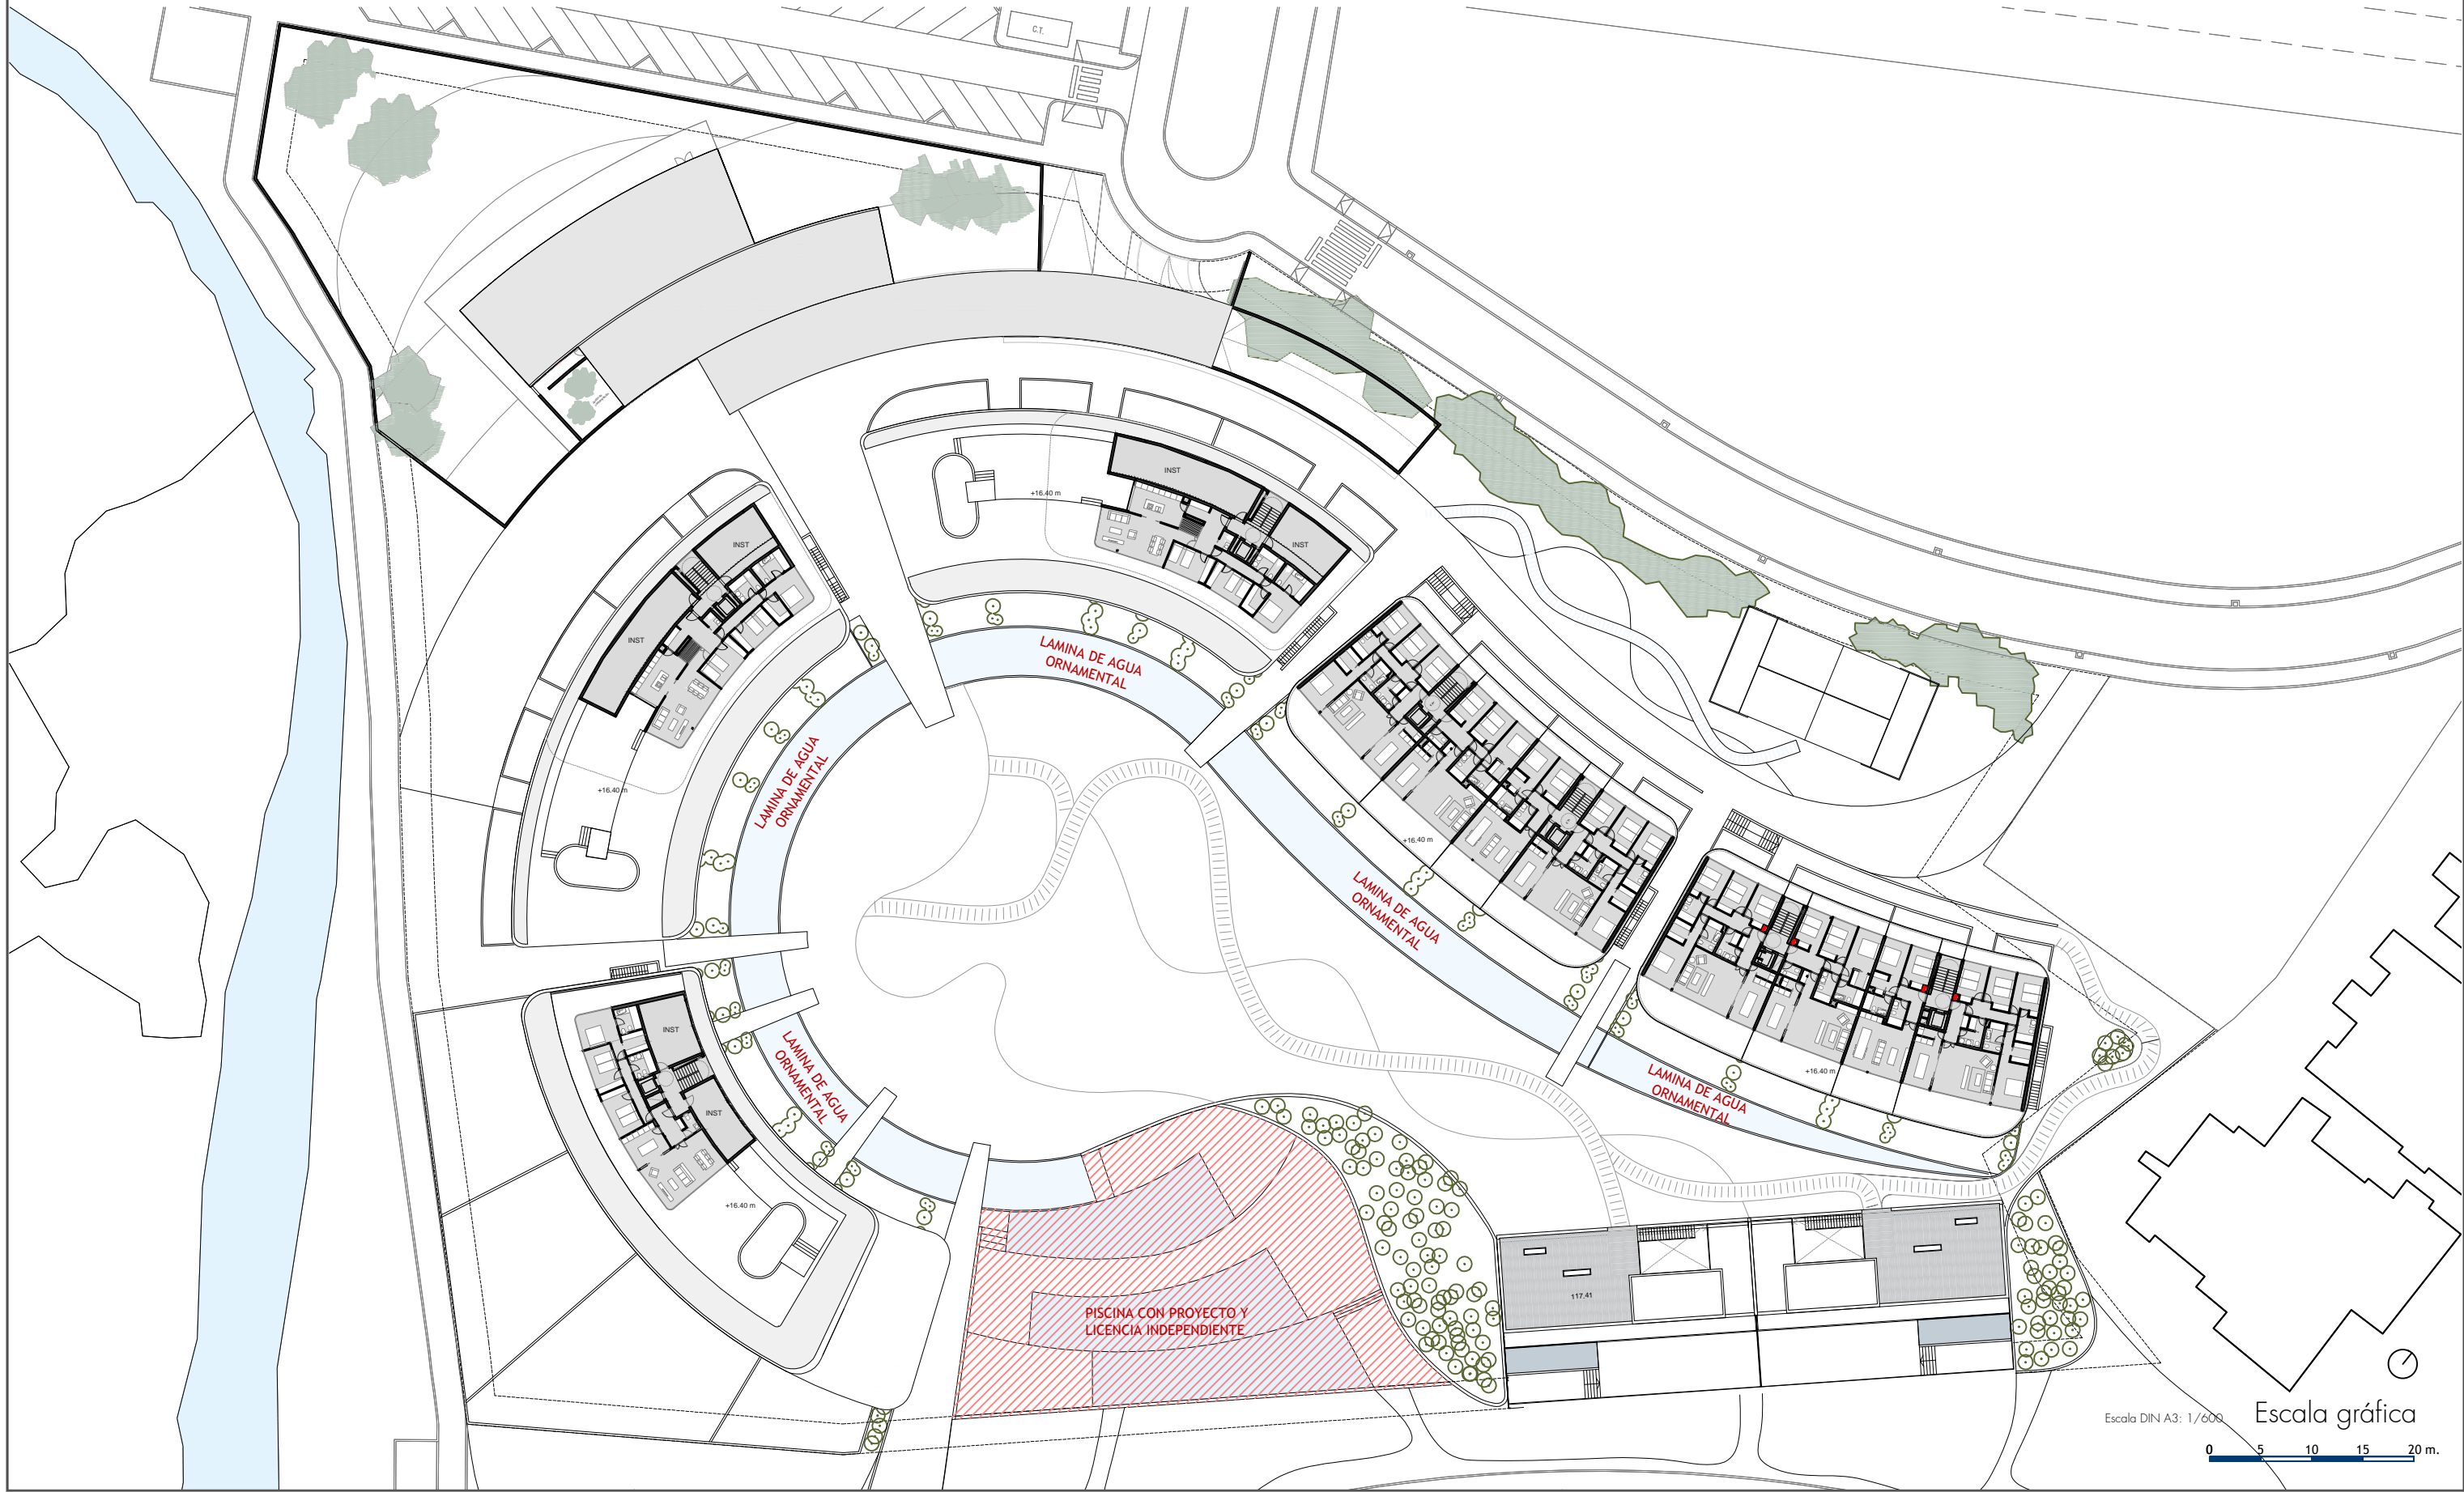 C.T.
INST
+16.40 m
INST
INST
INST
+16.40 m
LAMINA DE AGUA
ORNAMENTAL
LAMINA DE AGUA
ORNAMENTAL
+16.40 m
LAMINA DE AGUA
ORNAMENTAL
INST
INST
+16.40 m
LAMINA DE AGUA
ORNAMENTAL
+16.40 m
LAMINA DE AGUA
ORNAMENTAL
PISCINA CON PROYECTO Y
LICENCIA INDEPENDIENTE
117,41
Escala DIN A3: 1/600
Escala gráfica
0 5 10 15 20 m.